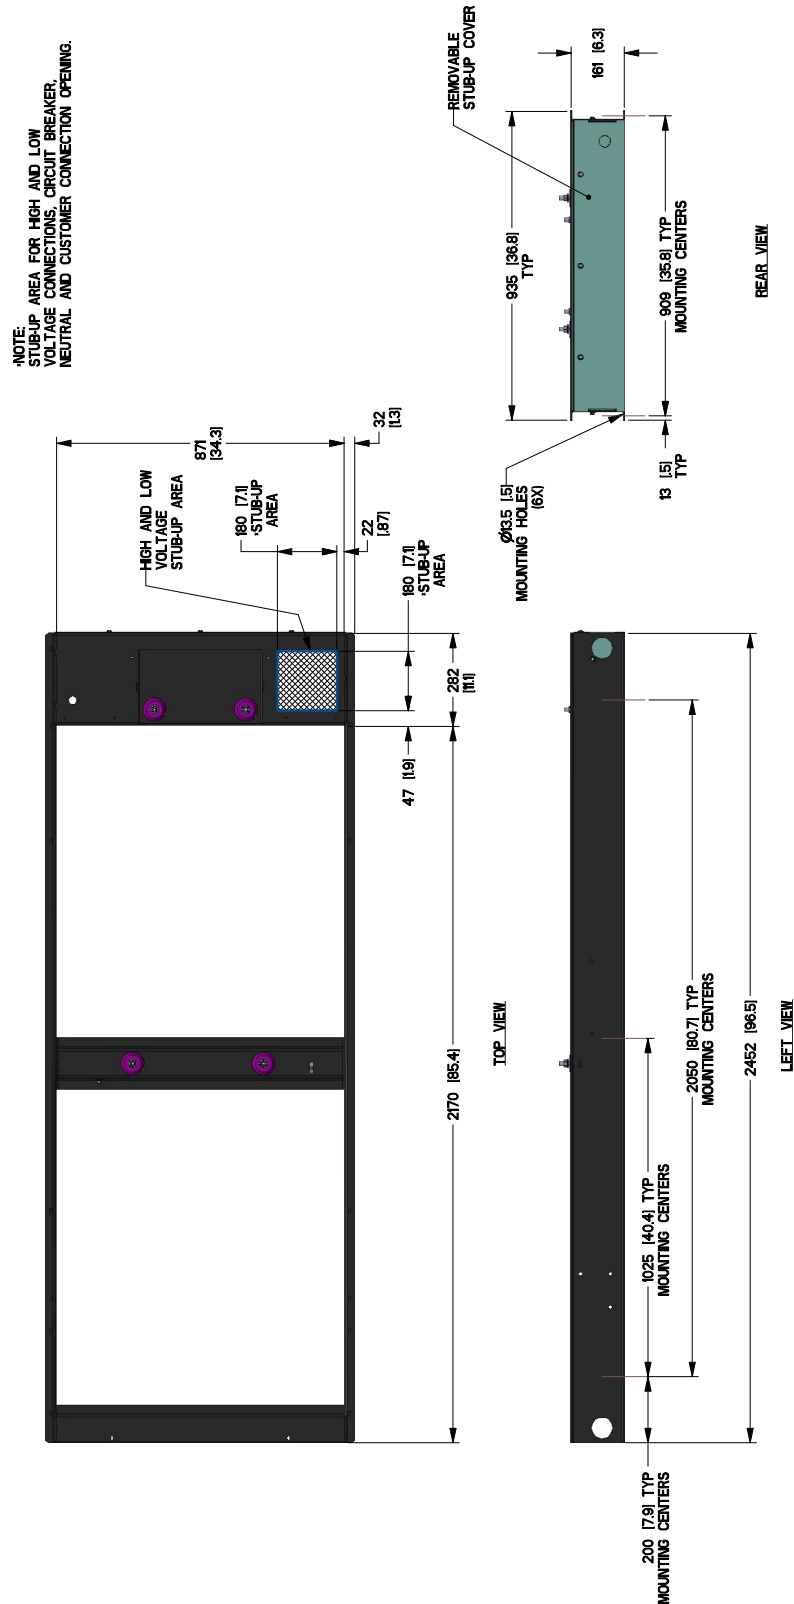 *NOTE:
STUB-UP AREA FOR HIGH AND LOW
VOLTAGE CONNECTIONS, CIRCUIT BREAKER,
NEUTRAL AND CUSTOMER CONNECTION OPENING.
871
[34.3]
32
[1.3]
HIGH AND LOW
VOLTAGE
STUB-UP AREA
180 [7.1]
*STUB-UP
AREA
22
[.87]
180 [7.1]
*STUB-UP
AREA
282
[11.1]
47 [1.9]
2170 [85.4]
TOP VIEW
REMOVABLE
STUB-UP COVER
161 [6.3]
935 [36.8]
TYP
909 [35.8] TYP
MOUNTING CENTERS
Ø13.5 [.5]
MOUNTING HOLES
(6X)
13 [.5]
TYP
REAR VIEW
2050 [80.7] TYP
MOUNTING CENTERS
1025 [40.4] TYP
MOUNTING CENTERS
2452 [96.5]
200 [7.9] TYP
MOUNTING CENTERS
LEFT VIEW